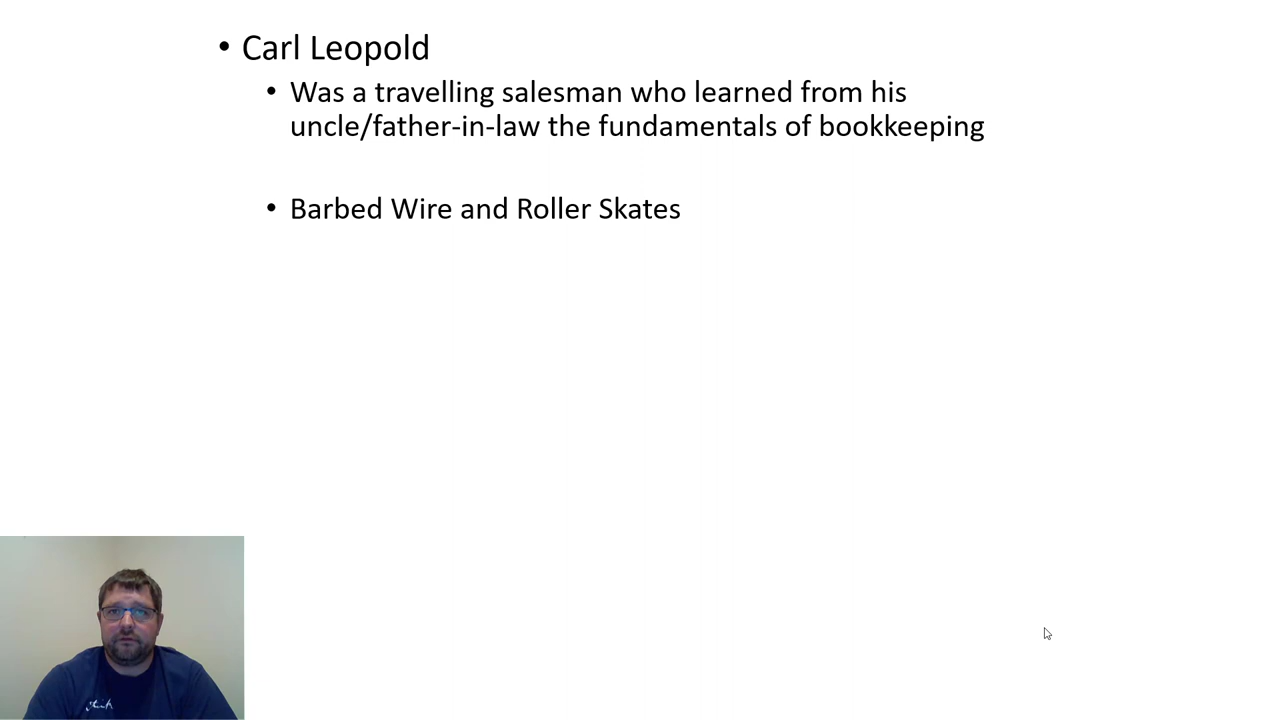 • Carl Leopold
• Was a travelling salesman who learned from his
uncle/father-in-law the fundamentals of bookkeeping
• Barbed Wire and Roller Skates